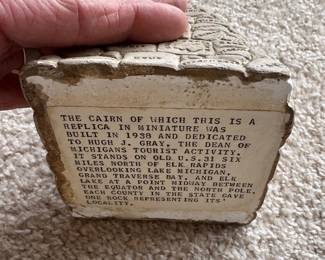 THE CAIRN OF WHICH THIS IS A
REPLICA IN MINIATURE WAS
BUILT IN 1938 AND DEDICATED
TO HUGH J. GRAY, THE DEAN OF
MICHIGANS TOURIST ACTIVITY.
IT STANDS ON OLD U.S.31 SIX
MILES NORTH OF ELK RAPIDS
OVERLOOKING LAKE MICHIGAN,
GRAND TRAVERSE BAY, AND ELK
LAKE AT A POINT MIDWAY BETWEEN
THE EQUATOR AND THE NORTH POLE.
EACH COUNTY IN THE STATE GAVE
ONE ROCK REPRESENTING ITS'
LOCALITY.